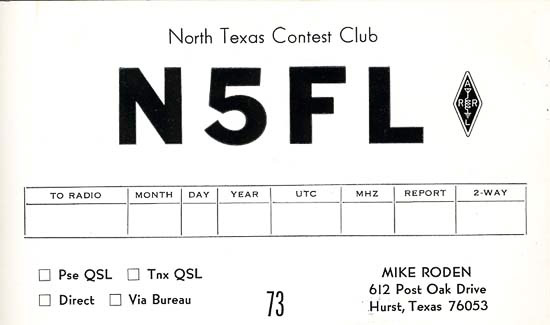 North Texas Contest Club
N5FL
ARRL
TO RADIO MONTH DAY YEAR UTC MHZ REPORT 2-WAY
Pse QSL Tnx QSL
Direct Via Bureau
73
MIKE RODEN
612 Post Oak Drive
Hurst, Texas 76053